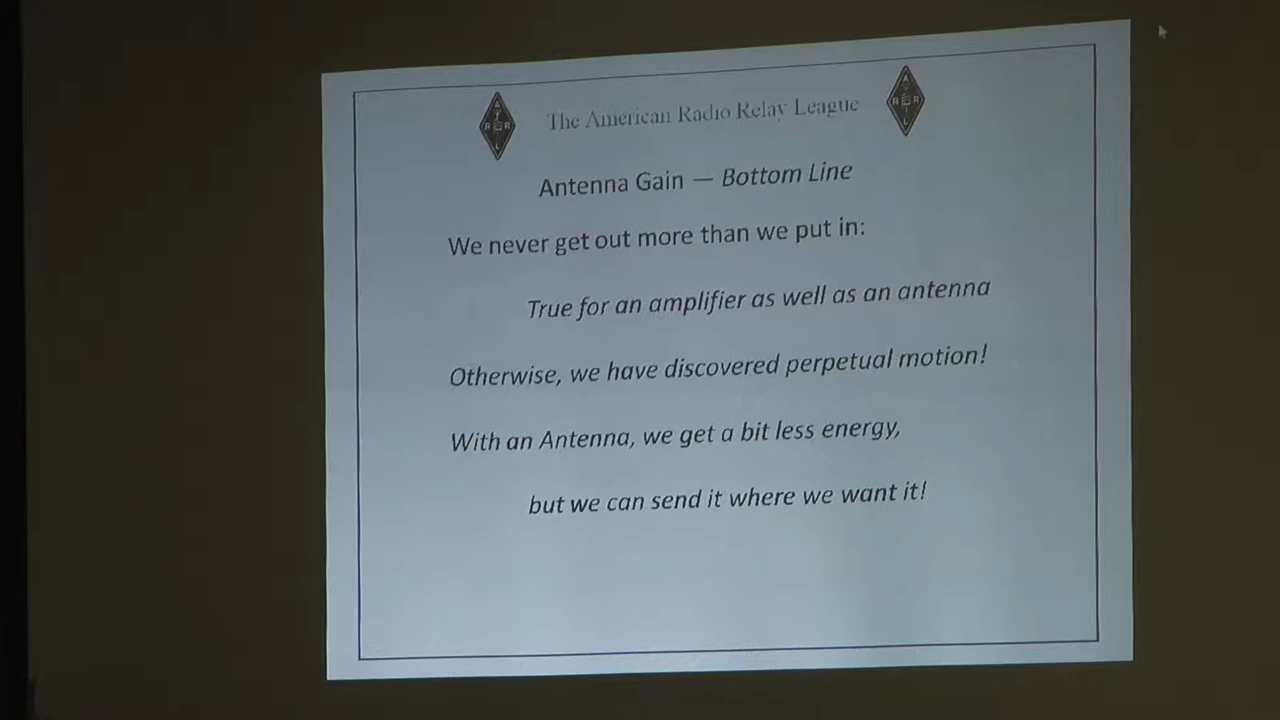 The American Radio Relay League
Antenna Gain — Bottom Line
We never get out more than we put in:
True for an amplifier as well as an antenna
Otherwise, we have discovered perpetual motion!
With an Antenna, we get a bit less energy,
but we can send it where we want it!